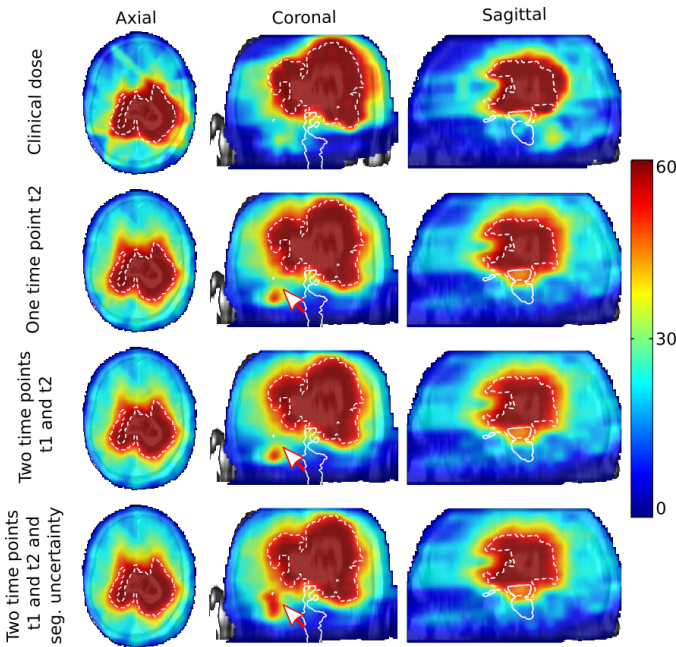 Axial Coronal Sagittal
Clinical dose
One time point t2
Two time points
t1 and t2
Two time points
t1 and t2 and
seg. uncertainty
60
30
0